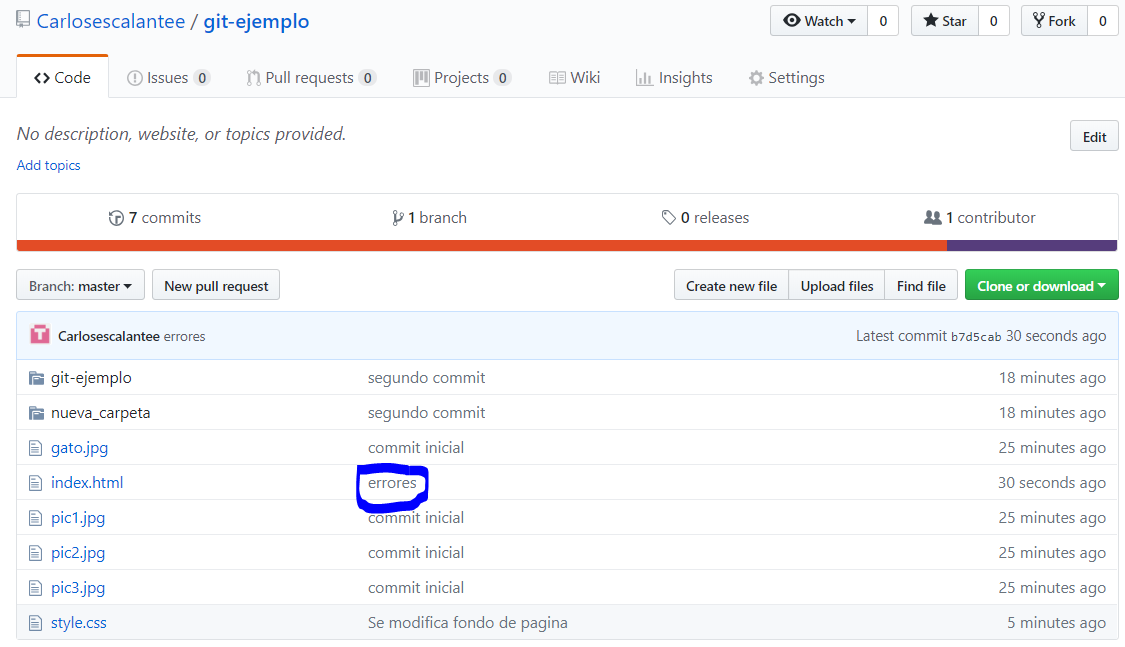 Carlosescalantee / git-ejemplo
Watch 0 Star 0 Fork 0
Code Issues 0 Pull requests 0 Projects 0 Wiki Insights Settings
No description, website, or topics provided.
Edit
Add topics
7 commits 1 branch 0 releases 1 contributor
Branch: master New pull request Create new file Upload files Find file Clone or download
Carlosescalantee errores Latest commit b7d5cab 30 seconds ago
git-ejemplo segundo commit 18 minutes ago
nueva_carpeta segundo commit 18 minutes ago
gato.jpg commit inicial 25 minutes ago
index.html errores 30 seconds ago
pic1.jpg commit inicial 25 minutes ago
pic2.jpg commit inicial 25 minutes ago
pic3.jpg commit inicial 25 minutes ago
style.css Se modifica fondo de pagina 5 minutes ago